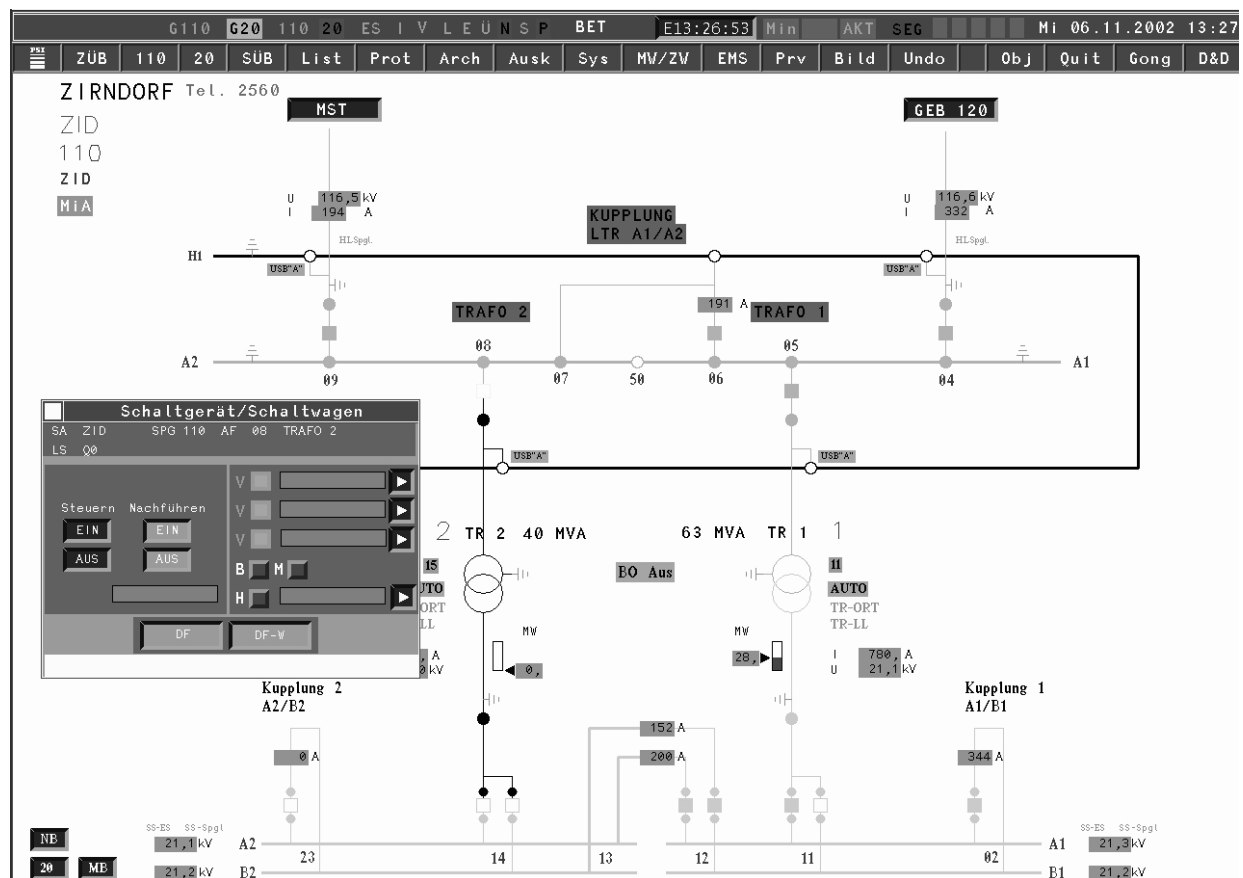 G110 G20 110 20 ES I V L E Ü N S P BET E13:26:53 Min AKT SEG Mi 06.11.2002 13:27
PSI ZÜB 110 20 SÜB List Prot Arch Ausk Sys MW/ZW EMS Prv Bild Undo Obj Quit Gong D&D
ZIRNDORF Tel. 2560
MST GEB 120
ZID
110
ZID
MiA
U 116,5 kV U 116,6 kV
I 194 A I 332 A
KUPPLUNG
LTR A1/A2
HLSpgl. HLSpgl.
H1
USB"A" USB"A"
191 A
TRAFO 2 TRAFO 1
08 05
A2 A1
09 07 50 06 04
Schaltgerät/Schaltwagen
SA ZID SPG 110 AF 08 TRAFO 2
LS Q0
USB"A" USB"A"
V
V
V
Steuern Nachführen
EIN EIN
AUS AUS
B M
H
DF DF-W
2 TR 2 40 MVA 63 MVA TR 1 1
15 BO Aus 11
UTO AUTO
ORT TR-ORT
LL TR-LL
MW MW
, A 0, 28, I 780, A
0 kV U 21,1 kV
Kupplung 2 Kupplung 1
A2/B2 A1/B1
152 A
0 A 200 A 344 A
SS-ES SS-Spgl SS-ES SS-Spgl
NB 21,1 kV A2 A1 21,3 kV
23 14 13 12 11 02
20 MB 21,2 kV B2 B1 21,2 kV